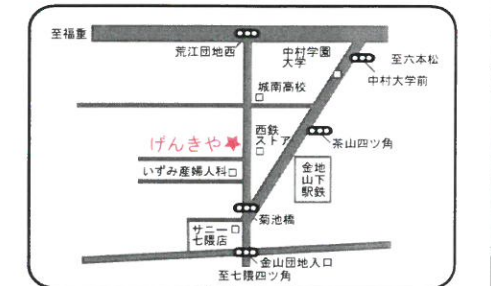 至福重
荒江団地西
中村学園
大学
至六本松
中村大学前
城南高校
西鉄
ストア
茶山四ツ角
げんきや★
いずみ産婦人科
金地
山下
駅鉄
菊池橋
サニー
七隈店
金山団地入口
至七隈四ツ角